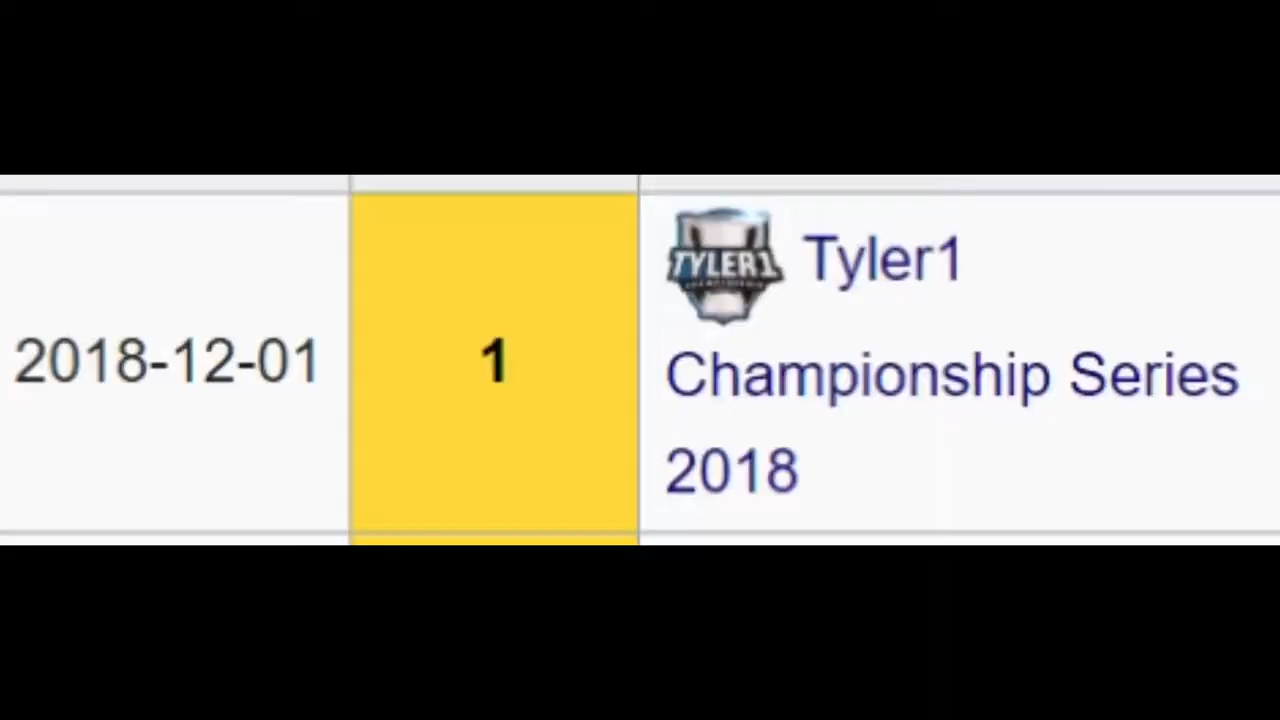 2018-12-01
1
TYLER1
Tyler1
Championship Series
2018